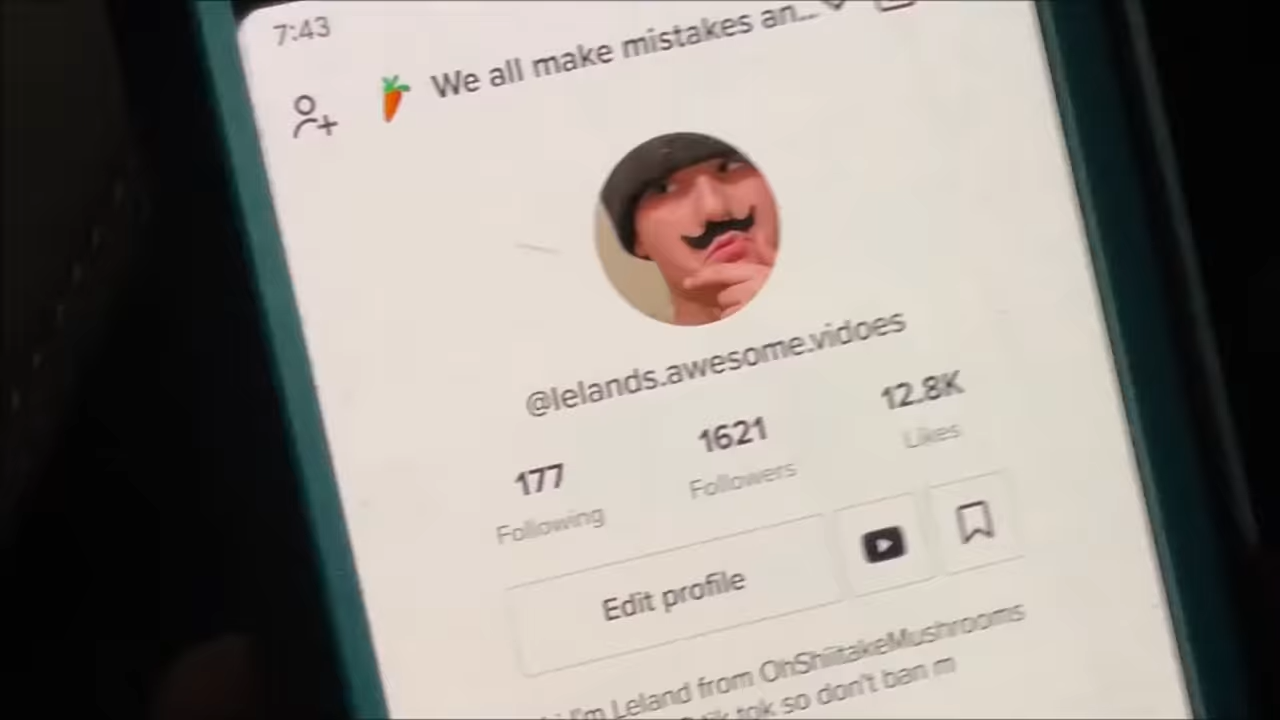 7:43
🥕 We all make mistakes an...
@lelands.awesome.vidoes
177 1621 12.8K
Following Followers Likes
Edit profile
I'm Leland from OhShiitakeMushrooms
tik tok so don't ban m